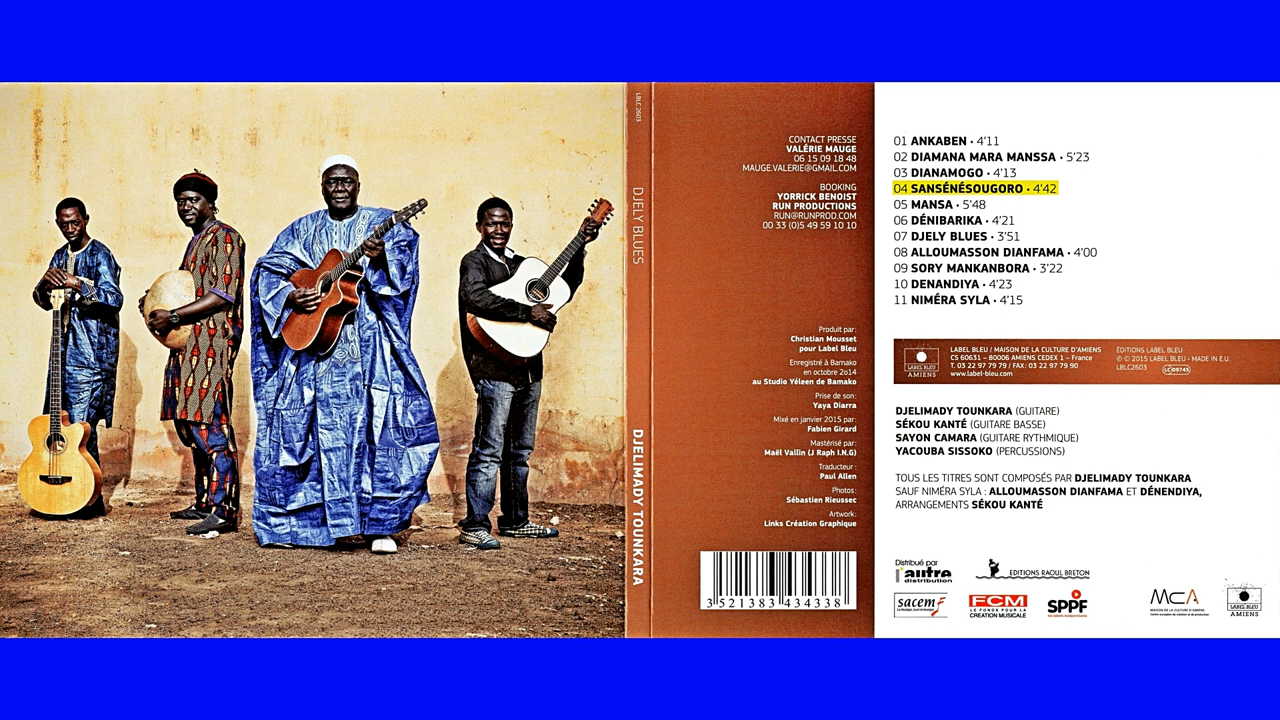 LBLC2603
DJELY BLUES
DJELIMADY TOUNKARA
CONTACT PRESSE
VALÉRIE MAUGE
06 15 09 18 48
MAUGE.VALERIE@GMAIL.COM
BOOKING
YORRICK BENOIST
RUN PRODUCTIONS
RUN@RUNPROD.COM
00 33 (0)5 49 59 10 10
Produit par:
Christian Mousset
pour Label Bleu
Enregistré à Bamako
en octobre 2o14
au Studio Yéleen de Bamako
Prise de son:
Yaya Diarra
Mixé en janvier 2015 par:
Fabien Girard
Mastérisé par:
Maël Vallin (J Raph I.N.G)
Traducteur:
Paul Allen
Photos:
Sébastien Rieussec
Artwork:
Links Création Graphique
3 521383 434338
01 ANKABEN • 4'11
02 DIAMANA MARA MANSSA • 5'23
03 DIANAMOGO • 4'13
04 SANSÉNÉSOUGORO • 4'42
05 MANSA • 5'48
06 DÉNIBARIKA • 4'21
07 DJELY BLUES • 3'51
08 ALLOUMASSON DIANFAMA • 4'00
09 SORY MANKANBORA • 3'22
10 DENANDIYA • 4'23
11 NIMÉRA SYLA • 4'15
LABEL BLEU
AMIENS
LABEL BLEU / MAISON DE LA CULTURE D'AMIENS
CS 60631 – 80006 AMIENS CEDEX 1 – France
T. 03 22 97 79 79 / FAX: 03 22 97 79 90
www.label-bleu.com
ÉDITIONS LABEL BLEU
℗ © 2015 LABEL BLEU • MADE IN E.U.
LBLC2603
LC 09743
DJELIMADY TOUNKARA (GUITARE)
SÉKOU KANTÉ (GUITARE BASSE)
SAYON CAMARA (GUITARE RYTHMIQUE)
YACOUBA SISSOKO (PERCUSSIONS)
TOUS LES TITRES SONT COMPOSÉS PAR DJELIMADY TOUNKARA
SAUF NIMÉRA SYLA : ALLOUMASSON DIANFAMA ET DÉNENDIYA,
ARRANGEMENTS SÉKOU KANTÉ
Distribué par
l'autre
distribution
EDITIONS RAOUL BRETON
sacem
FCM
LE FONDS POUR LA
CRÉATION MUSICALE
SPPF
MCA
MAISON DE LA CULTURE D'AMIENS
LABEL BLEU
AMIENS